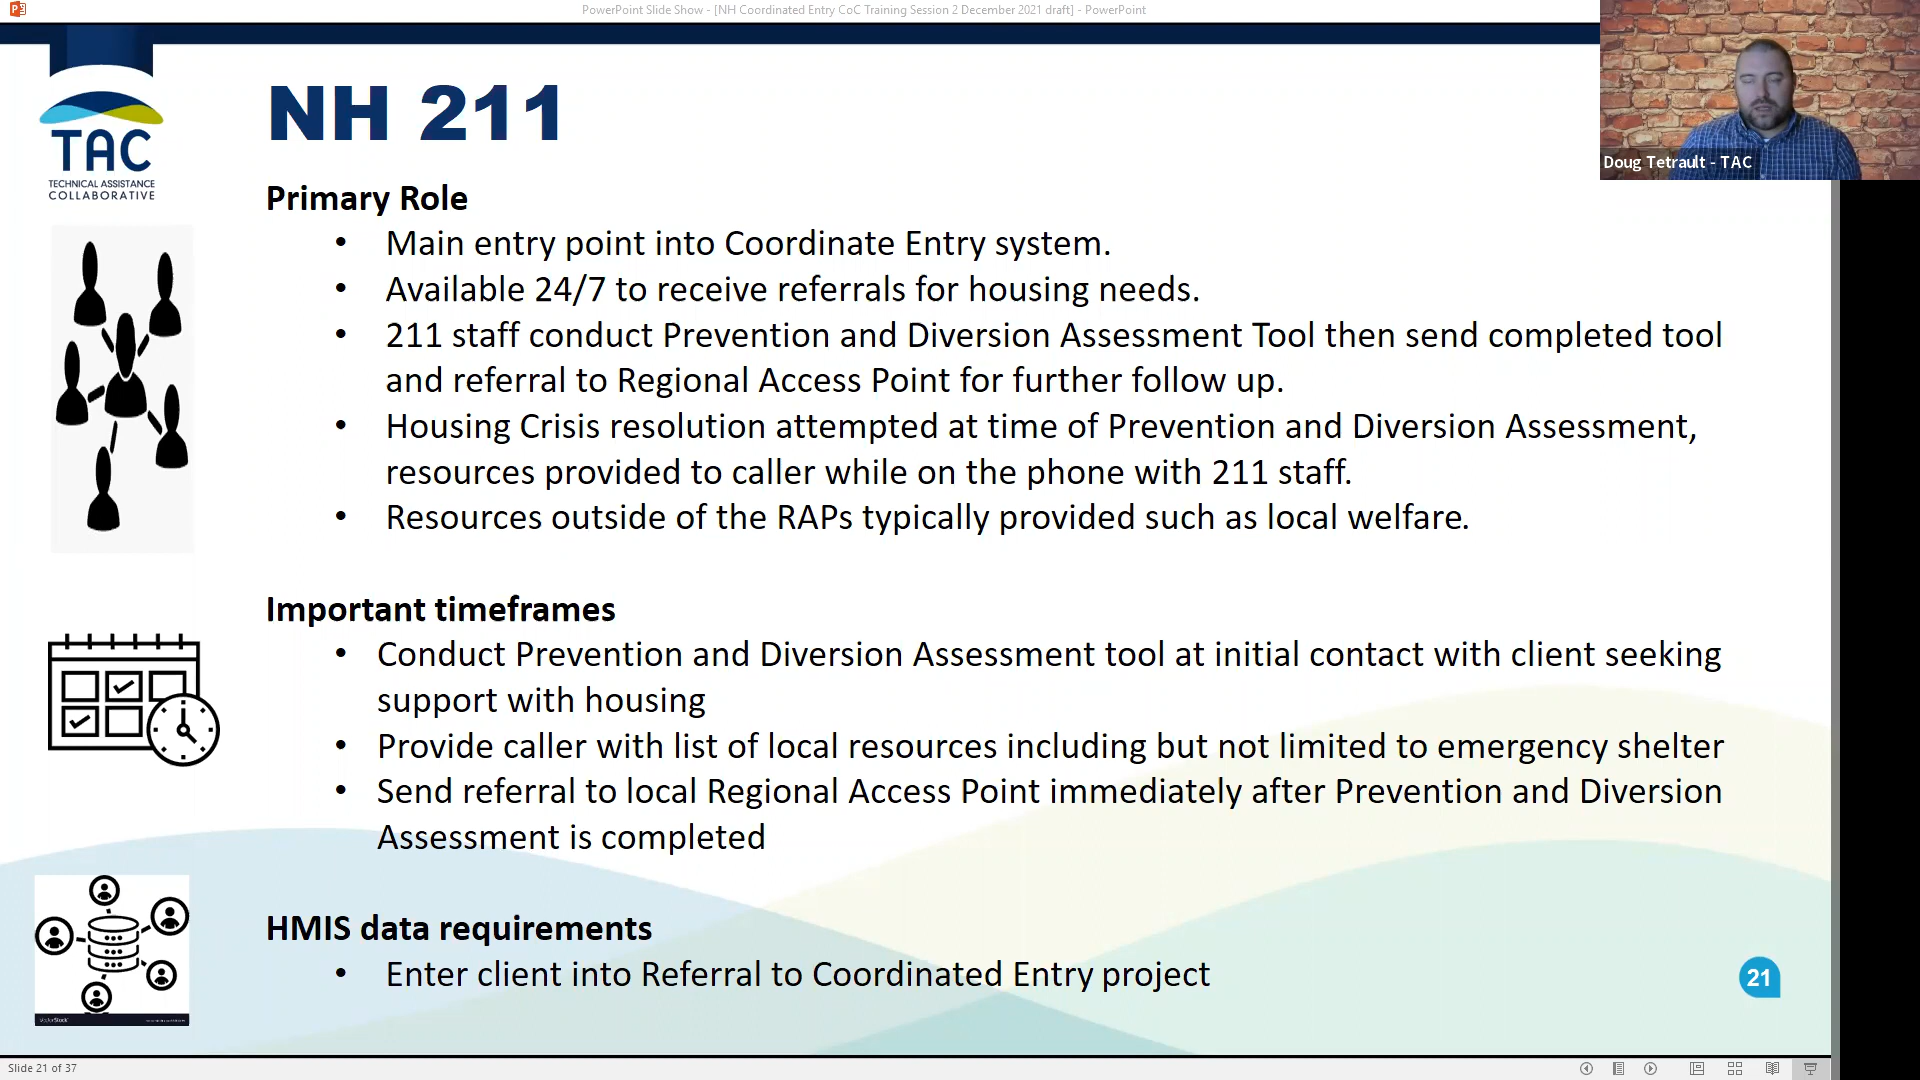 PowerPoint Slide Show - [NH Coordinated Entry CoC Training Session 2 December 2021 draft] - PowerPoint
Doug Tetrault - TAC
TAC
TECHNICAL ASSISTANCE
COLLABORATIVE
NH 211
Primary Role
• Main entry point into Coordinate Entry system.
• Available 24/7 to receive referrals for housing needs.
• 211 staff conduct Prevention and Diversion Assessment Tool then send completed tool
and referral to Regional Access Point for further follow up.
• Housing Crisis resolution attempted at time of Prevention and Diversion Assessment,
resources provided to caller while on the phone with 211 staff.
• Resources outside of the RAPs typically provided such as local welfare.
Important timeframes
• Conduct Prevention and Diversion Assessment tool at initial contact with client seeking
support with housing
• Provide caller with list of local resources including but not limited to emergency shelter
• Send referral to local Regional Access Point immediately after Prevention and Diversion
Assessment is completed
HMIS data requirements
• Enter client into Referral to Coordinated Entry project
21
VectorStock
Slide 21 of 37